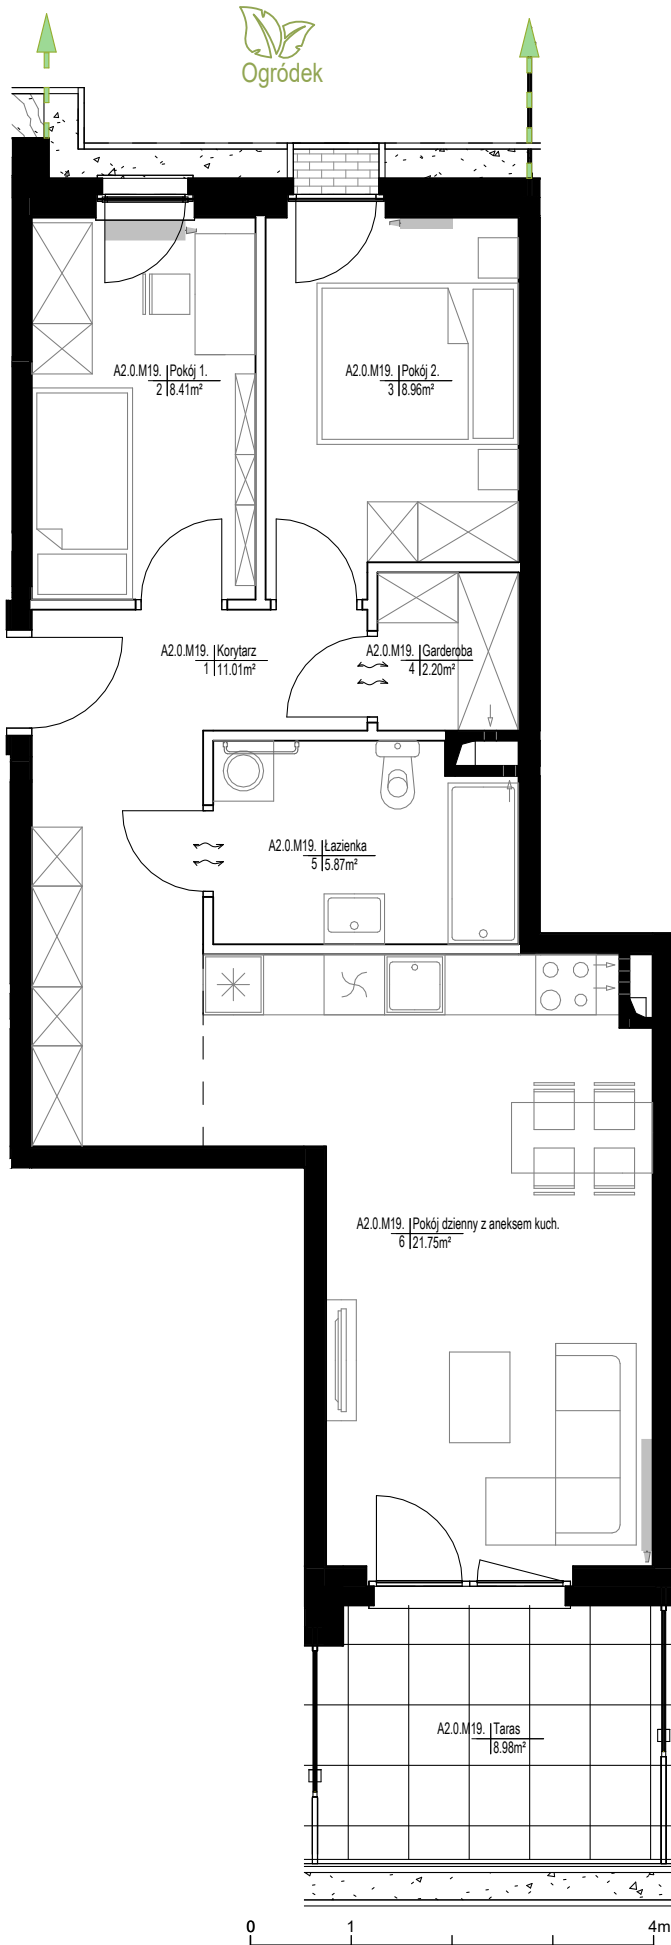 Ogródek
A2.0.M19. Pokój 1.
2 8.41m²
A2.0.M19. Pokój 2.
3 8.96m²
A2.0.M19. Korytarz
1 11.01m²
A2.0.M19. Garderoba
4 2.20m²
A2.0.M19. Łazienka
5 5.87m²
A2.0.M19. Pokój dzienny z aneksem kuch.
6 21.75m²
A2.0.M19. Taras
8.98m²
0 1 4m